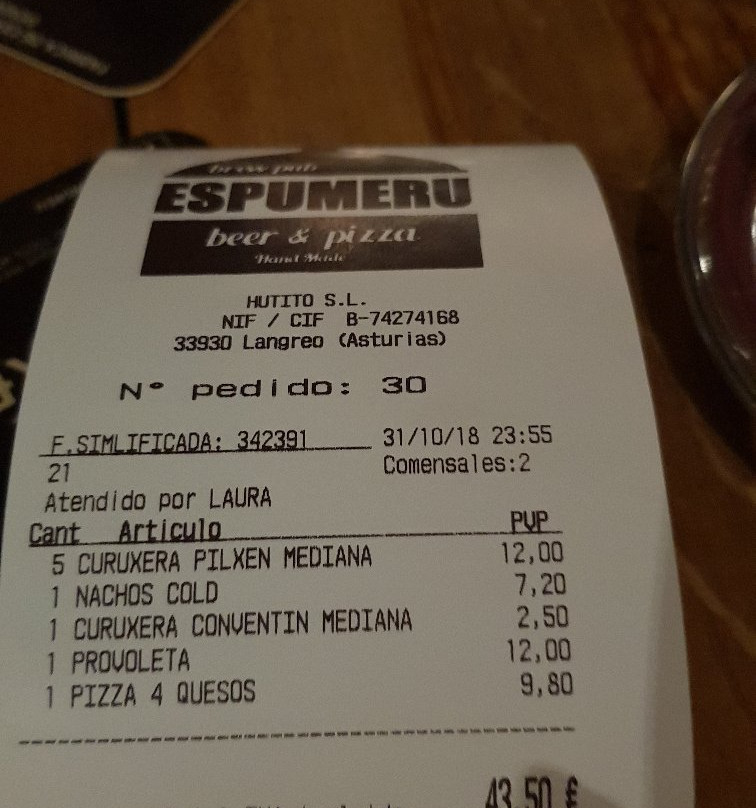 brew pub
ESPUMERU
beer & pizza
Hand Made
HUTITO S.L.
NIF / CIF B-74274168
33930 Langreo (Asturias)
Nº pedido: 30
F.SIMLIFICADA: 342391 31/10/18 23:55
21 Comensales:2
Atendido por LAURA
Cant Articulo PVP
5 CURUXERA PILXEN MEDIANA 12,00
1 NACHOS COLD 7,20
1 CURUXERA CONVENTIN MEDIANA 2,50
1 PROVOLETA 12,00
1 PIZZA 4 QUESOS 9,80
43,50 €